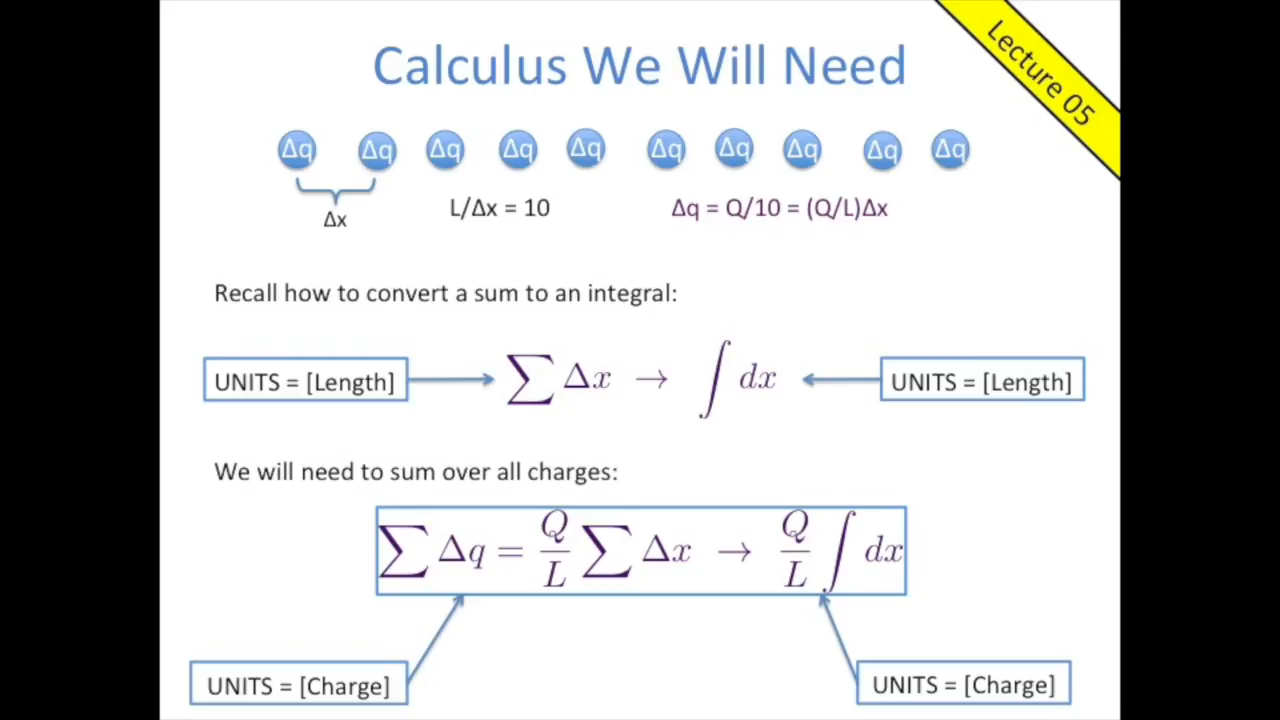 Calculus We Will Need
Lecture 05
Δq Δq Δq Δq Δq Δq Δq Δq Δq Δq
Δx
L/Δx = 10
Δq = Q/10 = (Q/L)Δx
Recall how to convert a sum to an integral:
UNITS = [Length]
∑ Δx → ∫ dx
UNITS = [Length]
We will need to sum over all charges:
∑ Δq = Q/L ∑ Δx → Q/L ∫ dx
UNITS = [Charge]
UNITS = [Charge]